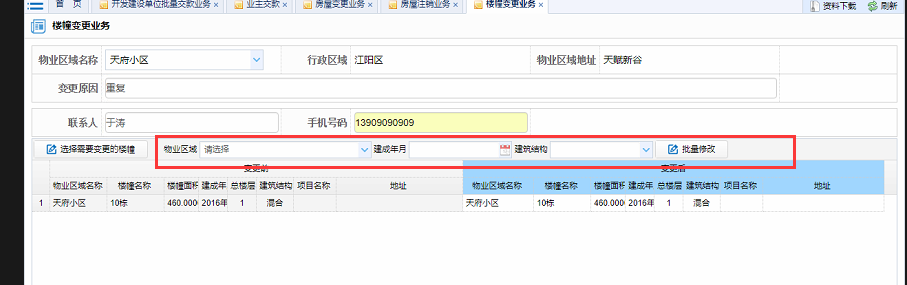 首 页 开发建设单位批量交款业务 × 业主交款 × 房屋变更业务 × 房屋注销业务 × 楼幢变更业务 × 资料下载 刷新
楼幢变更业务
物业区域名称 天府小区 行政区域 江阳区 物业区域地址 天赋新谷
变更原因 重复
联系人 于涛 手机号码 13909090909
选择需要变更的楼幢 物业区域 请选择 建成年月 建筑结构 批量修改
变更前 变更后
物业区域名称 楼幢名称 楼幢面积 建成年 总楼层 建筑结构 项目名称 地址 物业区域名称 楼幢名称 楼幢面积 建成年 总楼层 建筑结构 项目名称 地址
1 天府小区 10栋 460.000 2016年 1 混合 天府小区 10栋 460.000 2016年 1 混合